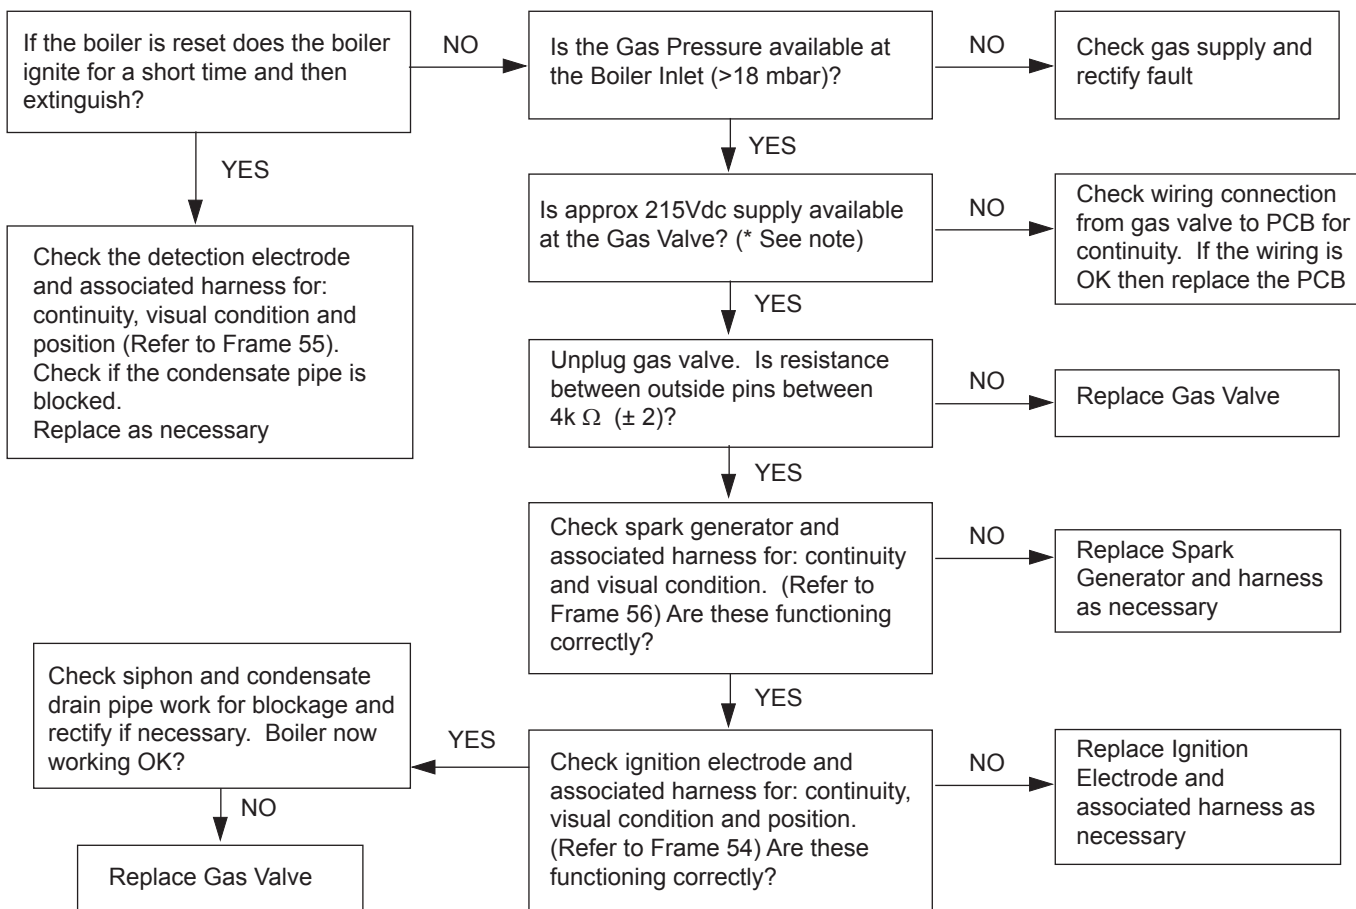 If the boiler is reset does the boiler
ignite for a short time and then
extinguish?
NO
Is the Gas Pressure available at
the Boiler Inlet (>18 mbar)?
NO
Check gas supply and
rectify fault
YES
Check the detection electrode
and associated harness for:
continuity, visual condition and
position (Refer to Frame 55).
Check if the condensate pipe is
blocked.
Replace as necessary
YES
Is approx 215Vdc supply available
at the Gas Valve? (* See note)
NO
Check wiring connection
from gas valve to PCB for
continuity.  If the wiring is
OK then replace the PCB
YES
Unplug gas valve.  Is resistance
between outside pins between
4k Ω  (± 2)?
NO
Replace Gas Valve
YES
Check spark generator and
associated harness for: continuity
and visual condition.  (Refer to
Frame 56) Are these functioning
correctly?
NO
Replace Spark
Generator and harness
as necessary
YES
Check ignition electrode and
associated harness for: continuity,
visual condition and position.
(Refer to Frame 54) Are these
functioning correctly?
NO
Replace Ignition
Electrode and
associated harness as
necessary
YES
Check siphon and condensate
drain pipe work for blockage and
rectify if necessary.  Boiler now
working OK?
NO
Replace Gas Valve